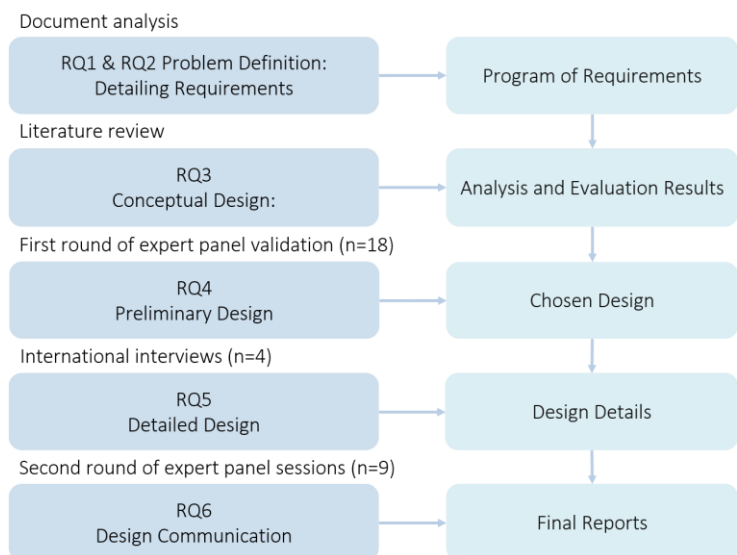 Document analysis
RQ1 & RQ2 Problem Definition:
Detailing Requirements
Program of Requirements
Literature review
RQ3
Conceptual Design:
Analysis and Evaluation Results
First round of expert panel validation (n=18)
RQ4
Preliminary Design
Chosen Design
International interviews (n=4)
RQ5
Detailed Design
Design Details
Second round of expert panel sessions (n=9)
RQ6
Design Communication
Final Reports